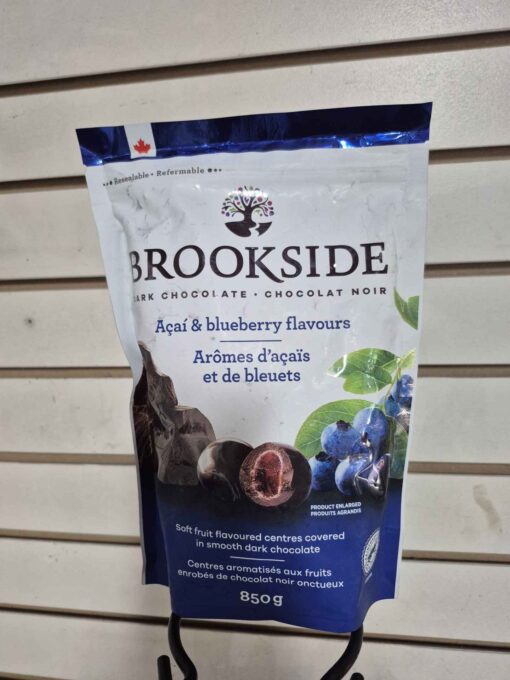 Resealable • Refermable
BROOKSIDE
DARK CHOCOLATE • CHOCOLAT NOIR
Açaí & blueberry flavours
Arômes d'açaïs
et de bleuets
PRODUCT ENLARGED
PRODUITS AGRANDIS
Soft fruit flavoured centres covered
in smooth dark chocolate
Centres aromatisés aux fruits
enrobés de chocolat noir onctueux
850 g